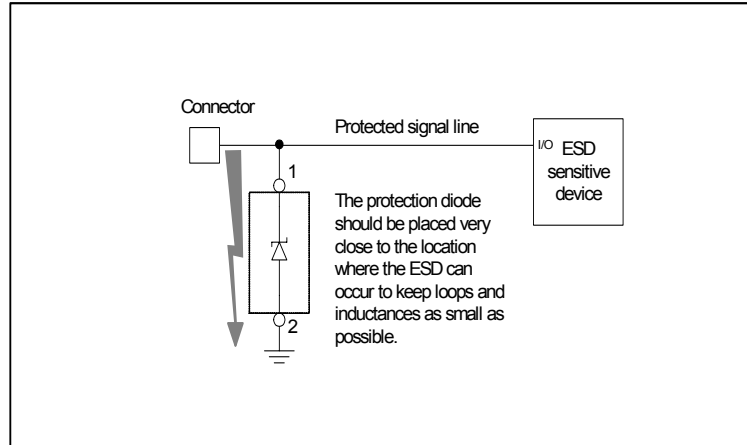 Connector
Protected signal line
I/O ESD
sensitive
device
1
The protection diode
should be placed very
close to the location
where the ESD can
occur to keep loops and
inductances as small as
possible.
2